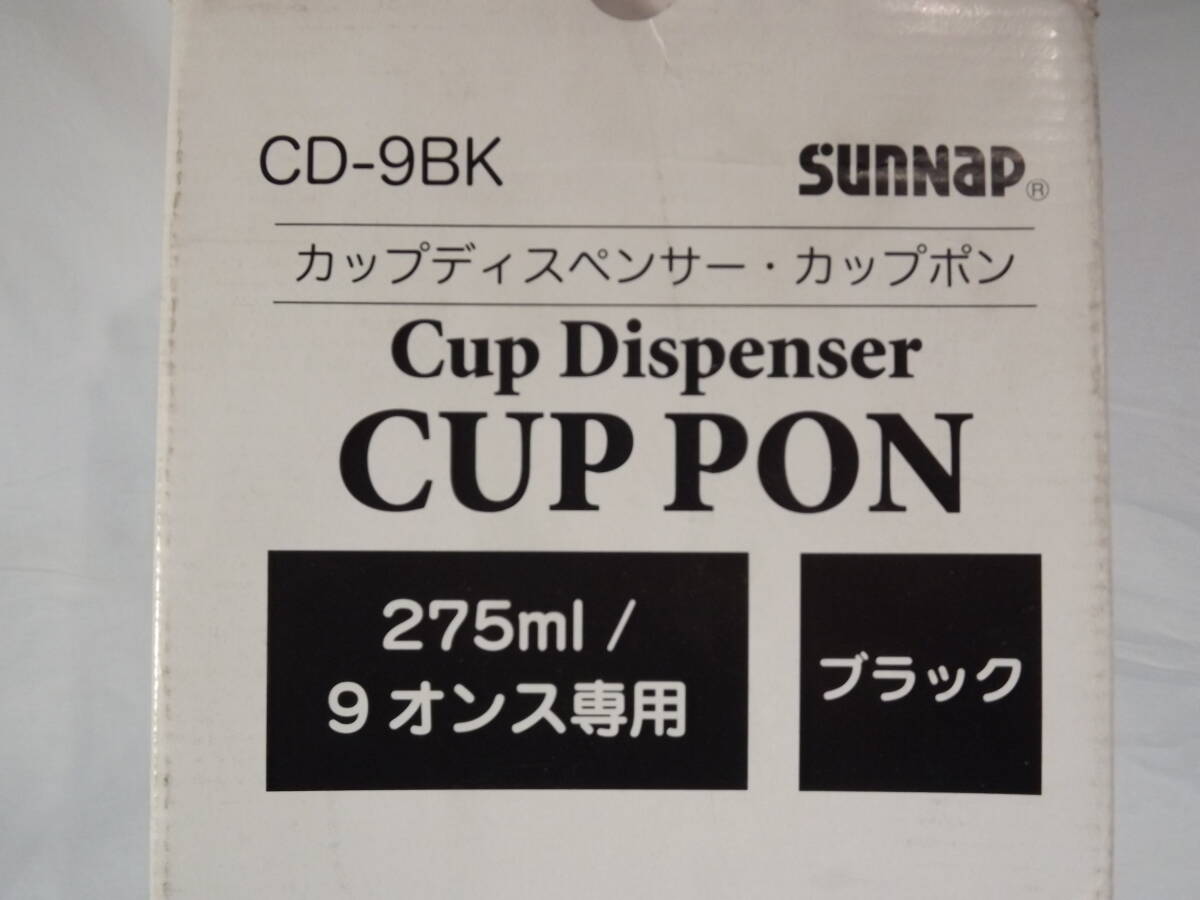 CD-9BK
sunnap®
カップディスペンサー・カップポン
Cup Dispenser
CUP PON
275ml /
9オンス専用
ブラック